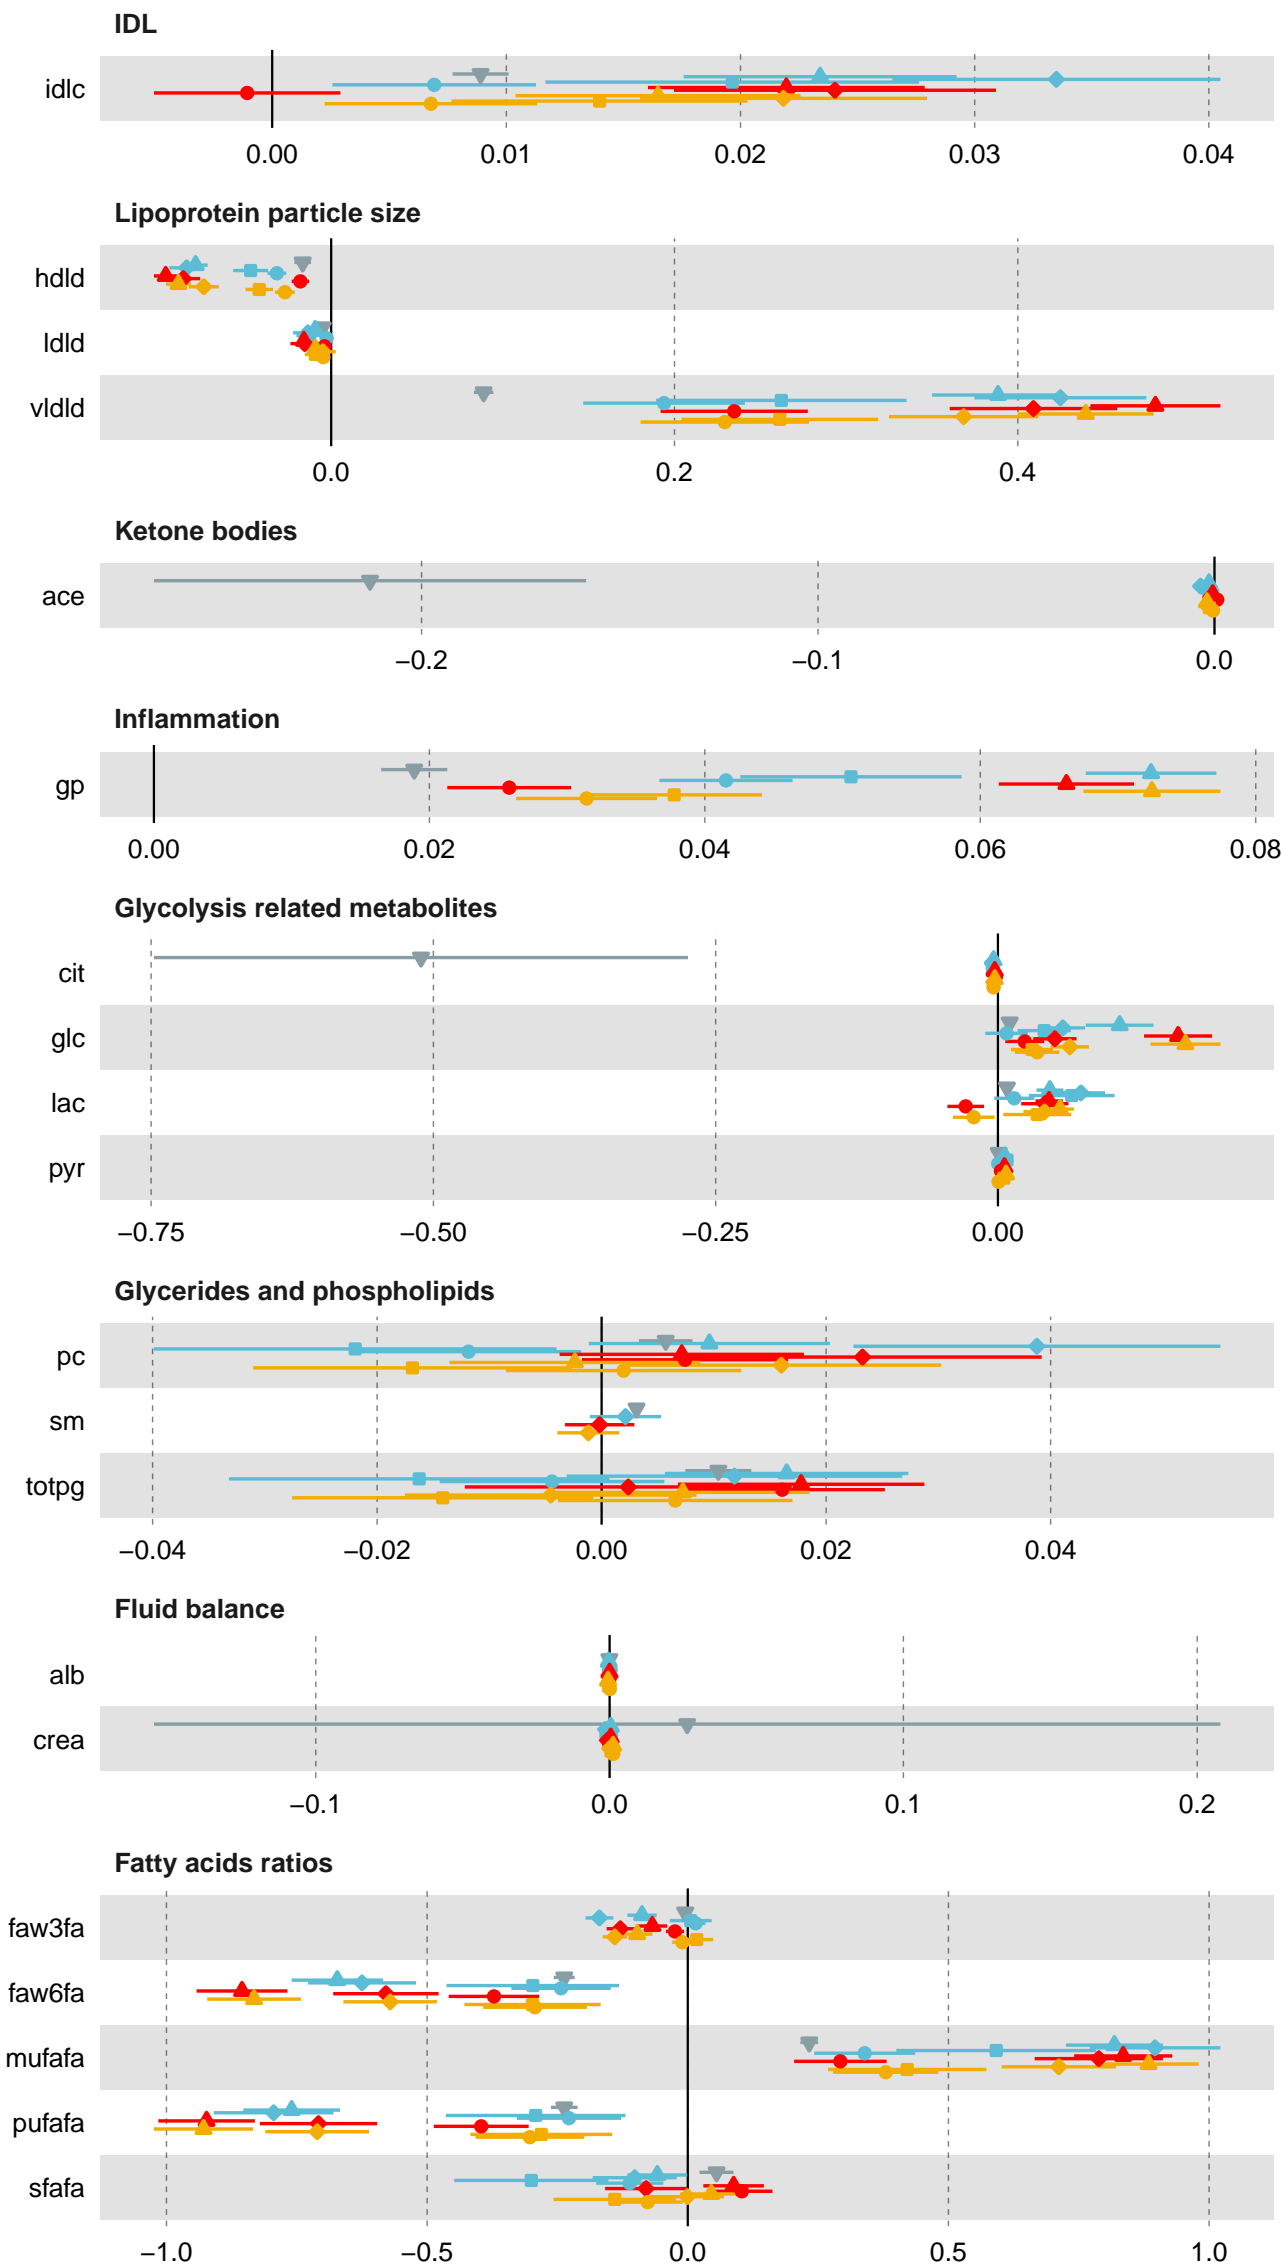 IDL
idlc
0.00 0.01 0.02 0.03 0.04
Lipoprotein particle size
hdld
ldld
vldld
0.0 0.2 0.4
Ketone bodies
ace
−0.2 −0.1 0.0
Inflammation
gp
0.00 0.02 0.04 0.06 0.08
Glycolysis related metabolites
cit
glc
lac
pyr
−0.75 −0.50 −0.25 0.00
Glycerides and phospholipids
pc
sm
totpg
−0.04 −0.02 0.00 0.02 0.04
Fluid balance
alb
crea
−0.1 0.0 0.1 0.2
Fatty acids ratios
faw3fa
faw6fa
mufafa
pufafa
sfafa
−1.0 −0.5 0.0 0.5 1.0